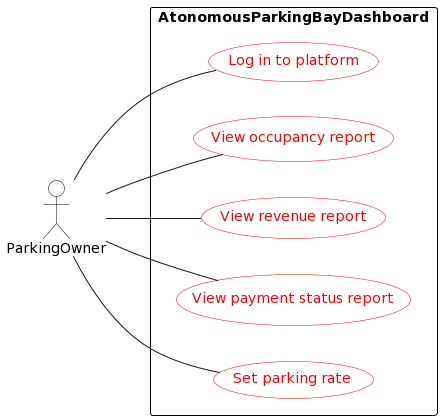 AtonomousParkingBayDashboard
Log in to platform
View occupancy report
View revenue report
ParkingOwner
View payment status report
Set parking rate